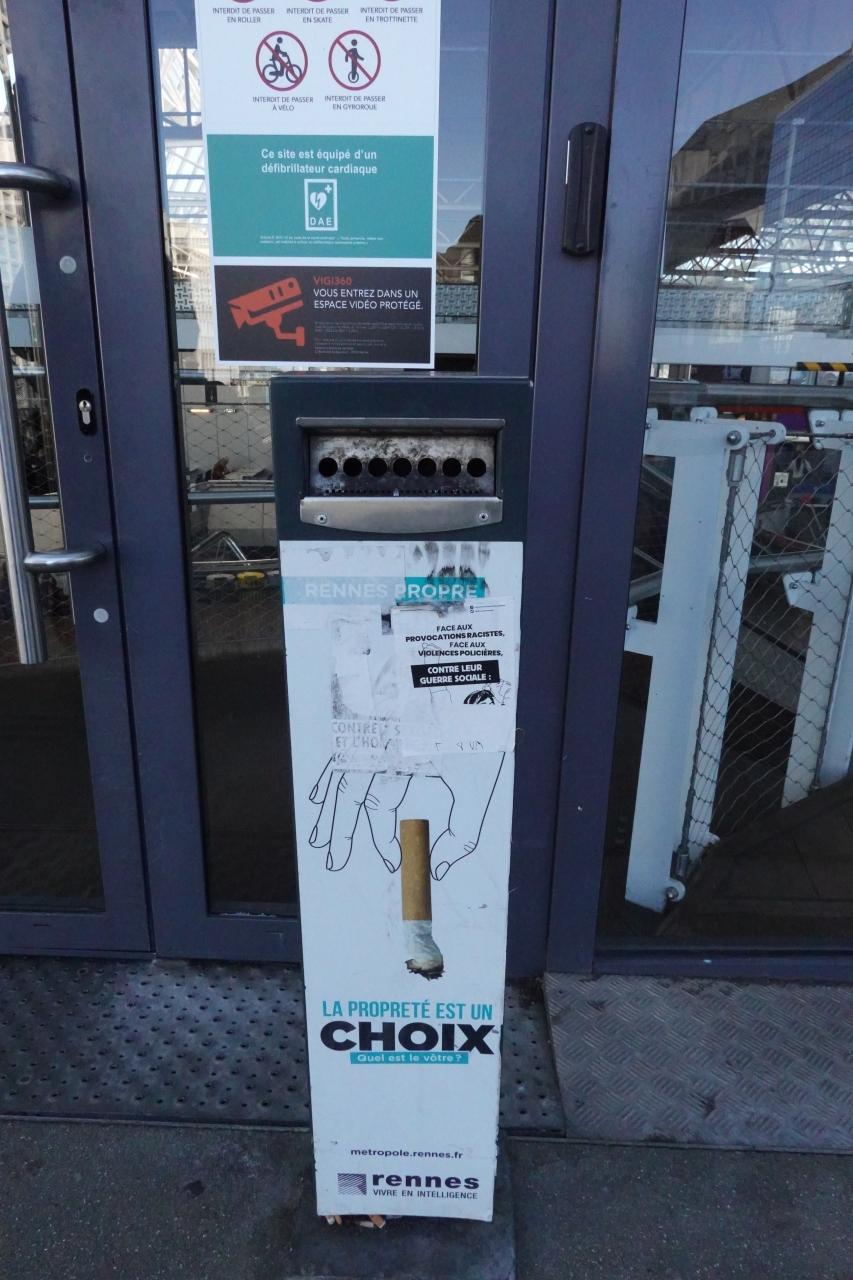 INTERDIT DE PASSER
EN ROLLER
INTERDIT DE PASSER
EN SKATE
INTERDIT DE PASSER
EN TROTTINETTE
INTERDIT DE PASSER
À VÉLO
INTERDIT DE PASSER
EN GYROROUE
Ce site est équipé d'un
défibrillateur cardiaque
DAE
VIGI360
VOUS ENTREZ DANS UN
ESPACE VIDÉO PROTÉGÉ.
RENNES PROPRE
FACE AUX
PROVOCATIONS RACISTES,
FACE AUX
VIOLENCES POLICIÈRES,
CONTRE LEUR
GUERRE SOCIALE :
CONTRE
ET L'HO
LA PROPRETÉ EST UN
CHOIX
Quel est le vôtre ?
metropole.rennes.fr
rennes
VIVRE EN INTELLIGENCE